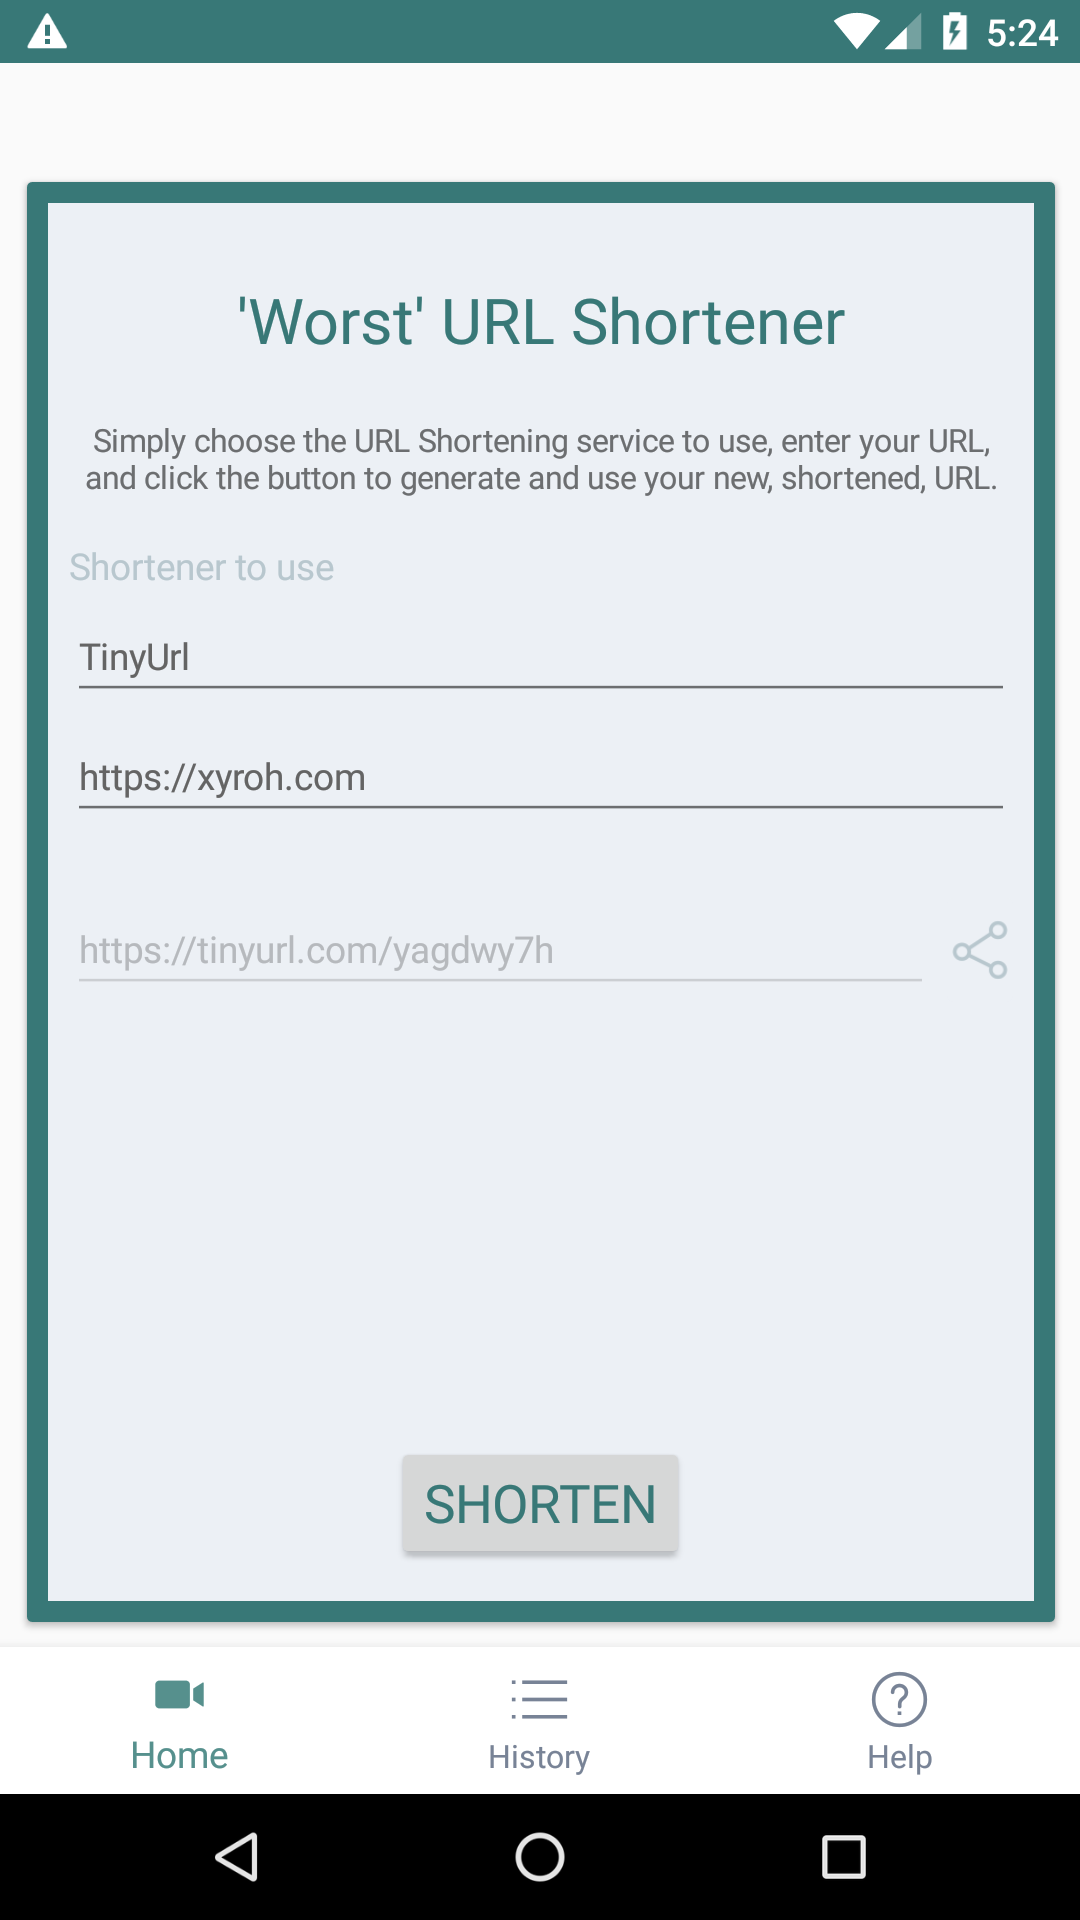 5:24
'Worst' URL Shortener
Simply choose the URL Shortening service to use, enter your URL,
and click the button to generate and use your new, shortened, URL.
Shortener to use
TinyUrl
https://xyroh.com
https://tinyurl.com/yagdwy7h
SHORTEN
Home
History
Help